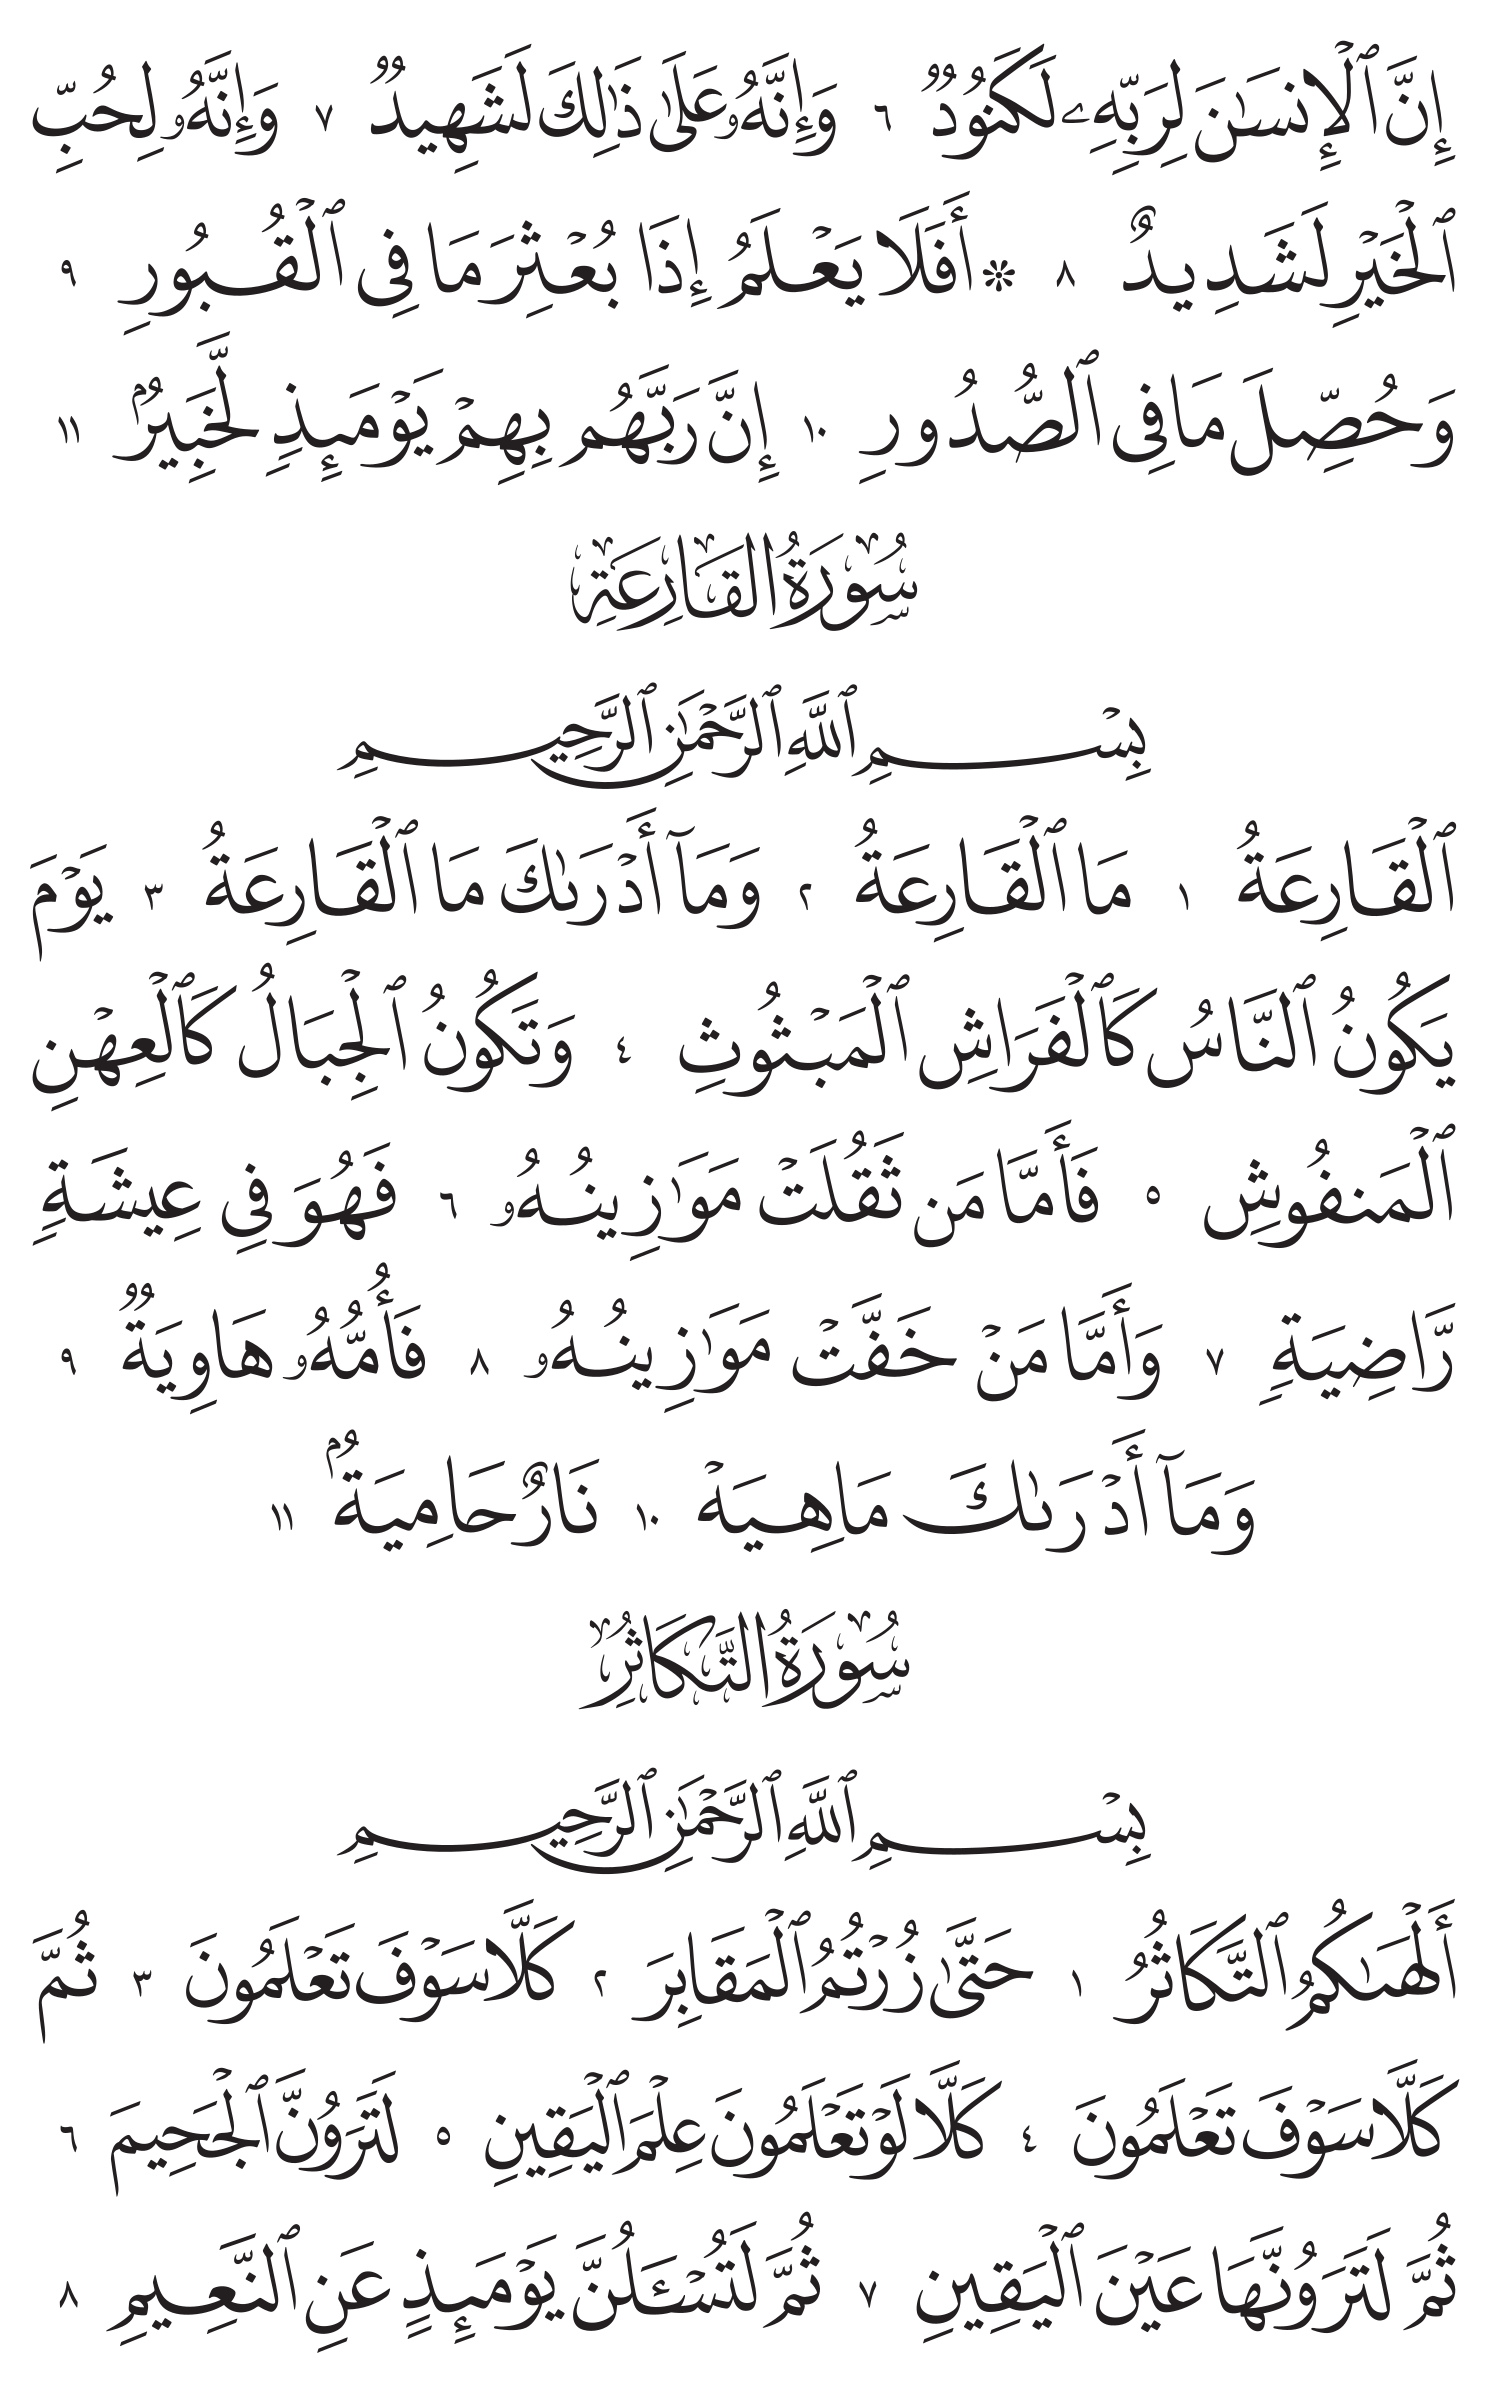 إِنَّ ٱلْإِنسَٰنَ لِرَبِّهِۦ لَكَنُودٌ ٦ وَإِنَّهُۥ عَلَىٰ ذَٰلِكَ لَشَهِيدٌ ٧ وَإِنَّهُۥ لِحُبِّ
ٱلْخَيْرِ لَشَدِيدٌ ٨ ۞ أَفَلَا يَعْلَمُ إِذَا بُعْثِرَ مَا فِى ٱلْقُبُورِ ٩
وَحُصِّلَ مَا فِى ٱلصُّدُورِ ١٠ إِنَّ رَبَّهُم بِهِمْ يَوْمَئِذٍ لَّخَبِيرٌۢ ١١
سُورَةُ القَارِعَةِ
بِسْمِ ٱللَّهِ ٱلرَّحْمَٰنِ ٱلرَّحِيمِ
ٱلْقَارِعَةُ ١ مَا ٱلْقَارِعَةُ ٢ وَمَآ أَدْرَىٰكَ مَا ٱلْقَارِعَةُ ٣ يَوْمَ
يَكُونُ ٱلنَّاسُ كَٱلْفَرَاشِ ٱلْمَبْثُوثِ ٤ وَتَكُونُ ٱلْجِبَالُ كَٱلْعِهْنِ
ٱلْمَنفُوشِ ٥ فَأَمَّا مَن ثَقُلَتْ مَوَٰزِينُهُۥ ٦ فَهُوَ فِى عِيشَةٍ
رَّاضِيَةٍ ٧ وَأَمَّا مَنْ خَفَّتْ مَوَٰزِينُهُۥ ٨ فَأُمُّهُۥ هَاوِيَةٌ ٩
وَمَآ أَدْرَىٰكَ مَا هِيَهْ ١٠ نَارٌ حَامِيَةٌۢ ١١
سُورَةُ التَّكَاثُرِ
بِسْمِ ٱللَّهِ ٱلرَّحْمَٰنِ ٱلرَّحِيمِ
أَلْهَىٰكُمُ ٱلتَّكَاثُرُ ١ حَتَّىٰ زُرْتُمُ ٱلْمَقَابِرَ ٢ كَلَّا سَوْفَ تَعْلَمُونَ ٣ ثُمَّ
كَلَّا سَوْفَ تَعْلَمُونَ ٤ كَلَّا لَوْ تَعْلَمُونَ عِلْمَ ٱلْيَقِينِ ٥ لَتَرَوُنَّ ٱلْجَحِيمَ ٦
ثُمَّ لَتَرَوُنَّهَا عَيْنَ ٱلْيَقِينِ ٧ ثُمَّ لَتُسْـَٔلُنَّ يَوْمَئِذٍ عَنِ ٱلنَّعِيمِ ٨